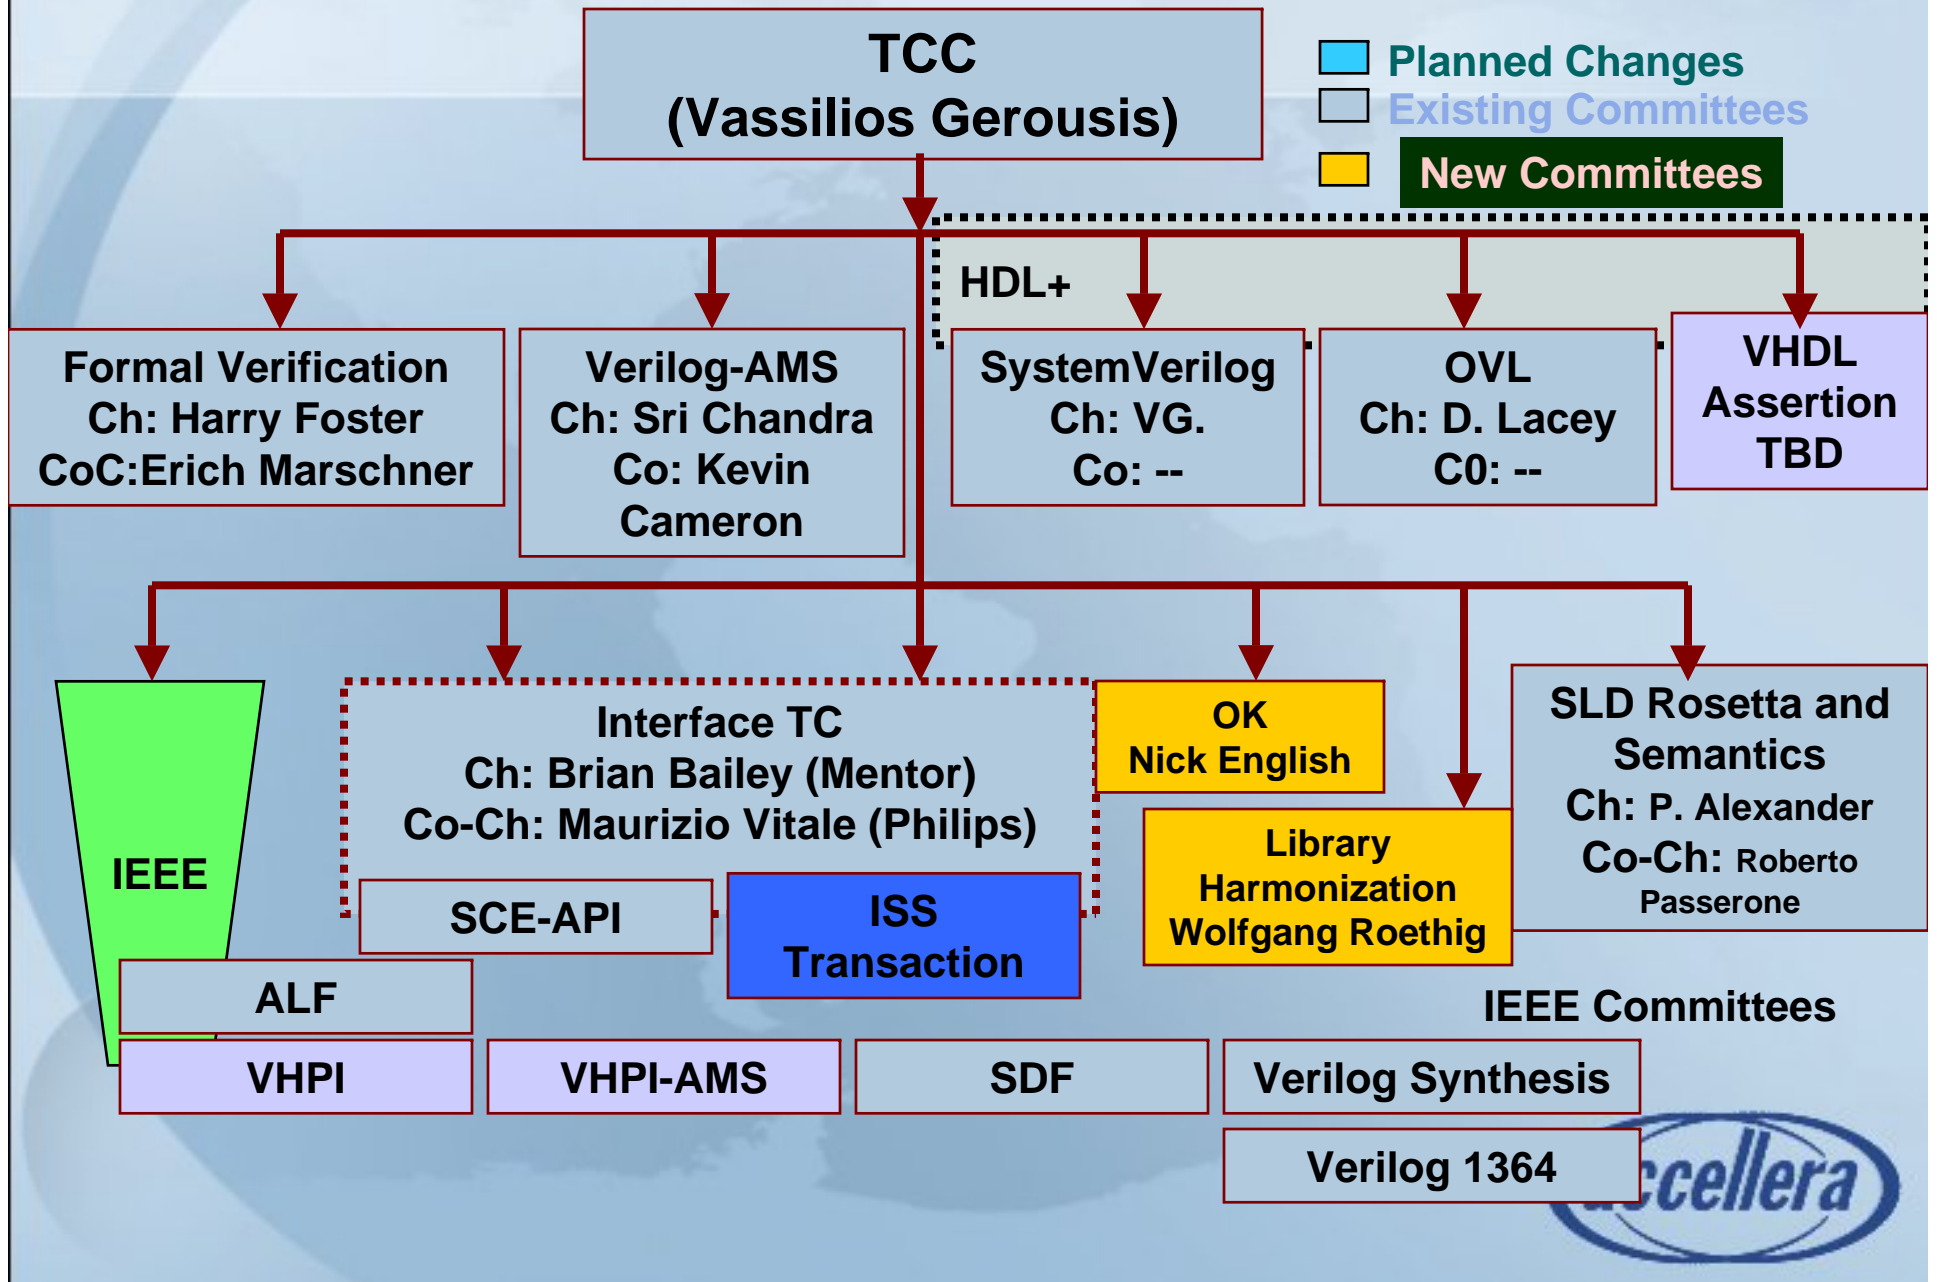 TCC
(Vassilios Gerousis)
Planned Changes
Existing Committees
New Committees
HDL+
Formal Verification
Ch: Harry Foster
CoC:Erich Marschner
Verilog-AMS
Ch: Sri Chandra
Co: Kevin
Cameron
SystemVerilog
Ch: VG.
Co: --
OVL
Ch: D. Lacey
C0: --
VHDL
Assertion
TBD
IEEE
Interface TC
Ch: Brian Bailey (Mentor)
Co-Ch: Maurizio Vitale (Philips)
SCE-API
ISS
Transaction
OK
Nick English
Library
Harmonization
Wolfgang Roethig
SLD Rosetta and
Semantics
Ch: P. Alexander
Co-Ch: Roberto
Passerone
IEEE Committees
ALF
VHPI
VHPI-AMS
SDF
Verilog Synthesis
Verilog 1364
accellera